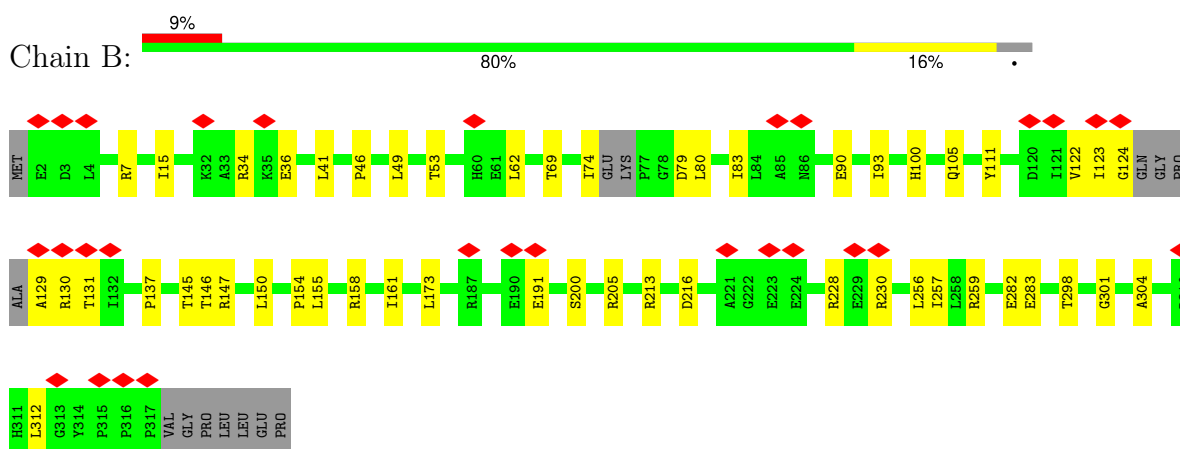 9%
Chain B:
80% 16% •
MET E2 D3 L4 R7 I15 K32 A33 R34 K35 E36 L41 P46 L49 T53 H60 E61 L62 T69 I74 GLU LYS P77 G78 D79 L80 I83 L84 A85 N86 E90 I93 H100 Q105 Y111 D120 I121 V122 I123 G124 GLN GLY PRO
ALA A129 R130 T131 I132 P137 T145 T146 R147 L150 P154 L155 R158 I161 L173 R187 E190 E191 S200 R205 R213 D216 A221 G222 E223 E224 R228 E229 R230 L256 I257 L258 R259 E282 E283 T298 G301 A304
H311 L312 G313 Y314 P315 P316 P317 VAL GLY PRO LEU LEU GLU PRO